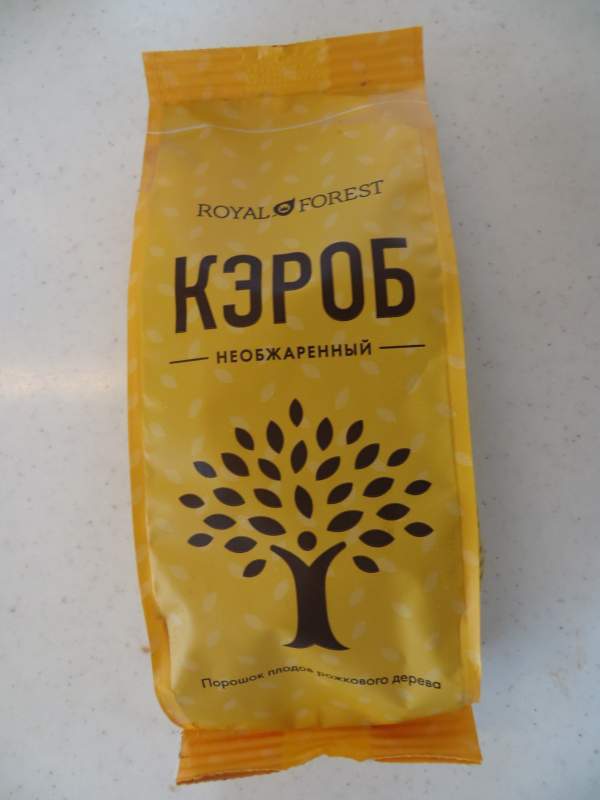 ROYAL FOREST
КЭРОБ
НЕОБЖАРЕННЫЙ
Порошок плодов рожкового дерева